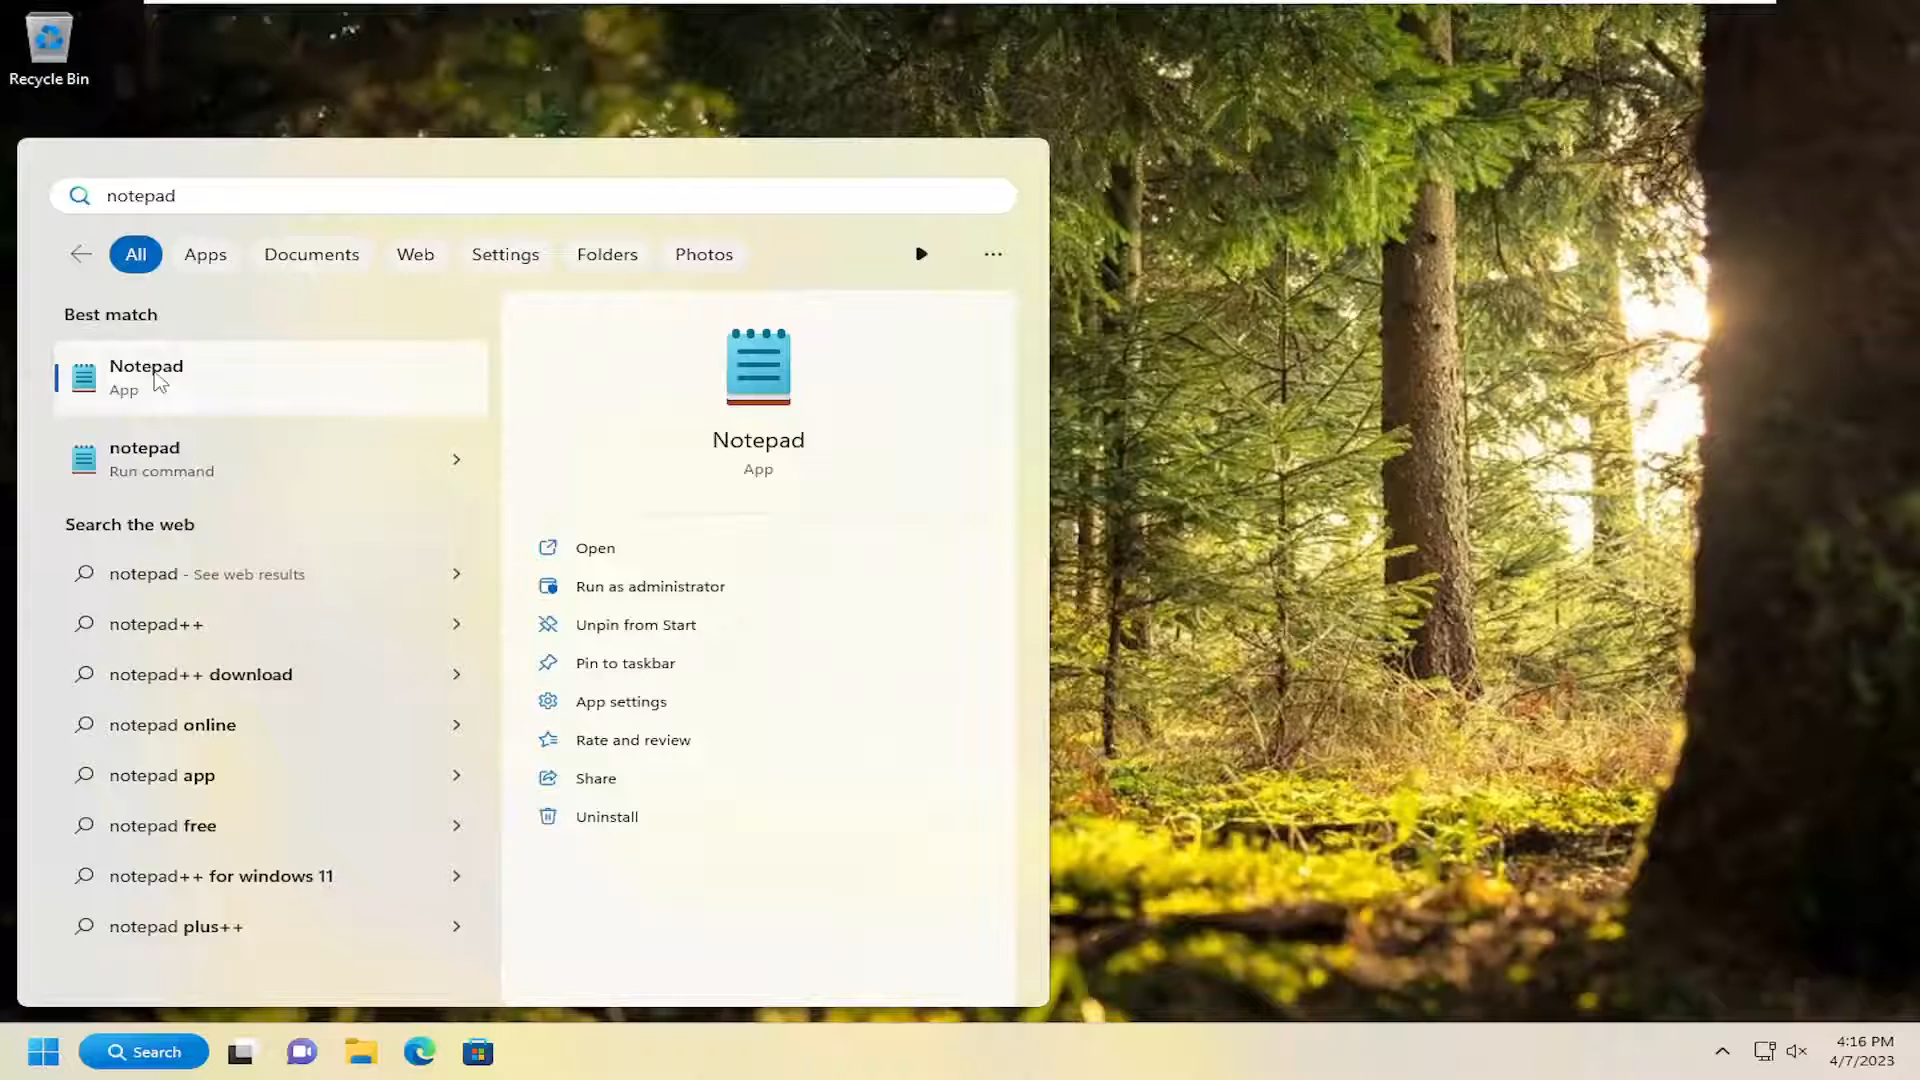 Recycle Bin
notepad
All Apps Documents Web Settings Folders Photos
Best match
Notepad
App
notepad
Run command
Search the web
notepad - See web results
notepad++
notepad++ download
notepad online
notepad app
notepad free
notepad++ for windows 11
notepad plus++
Notepad
App
Open
Run as administrator
Unpin from Start
Pin to taskbar
App settings
Rate and review
Share
Uninstall
Search
4:16 PM
4/7/2023